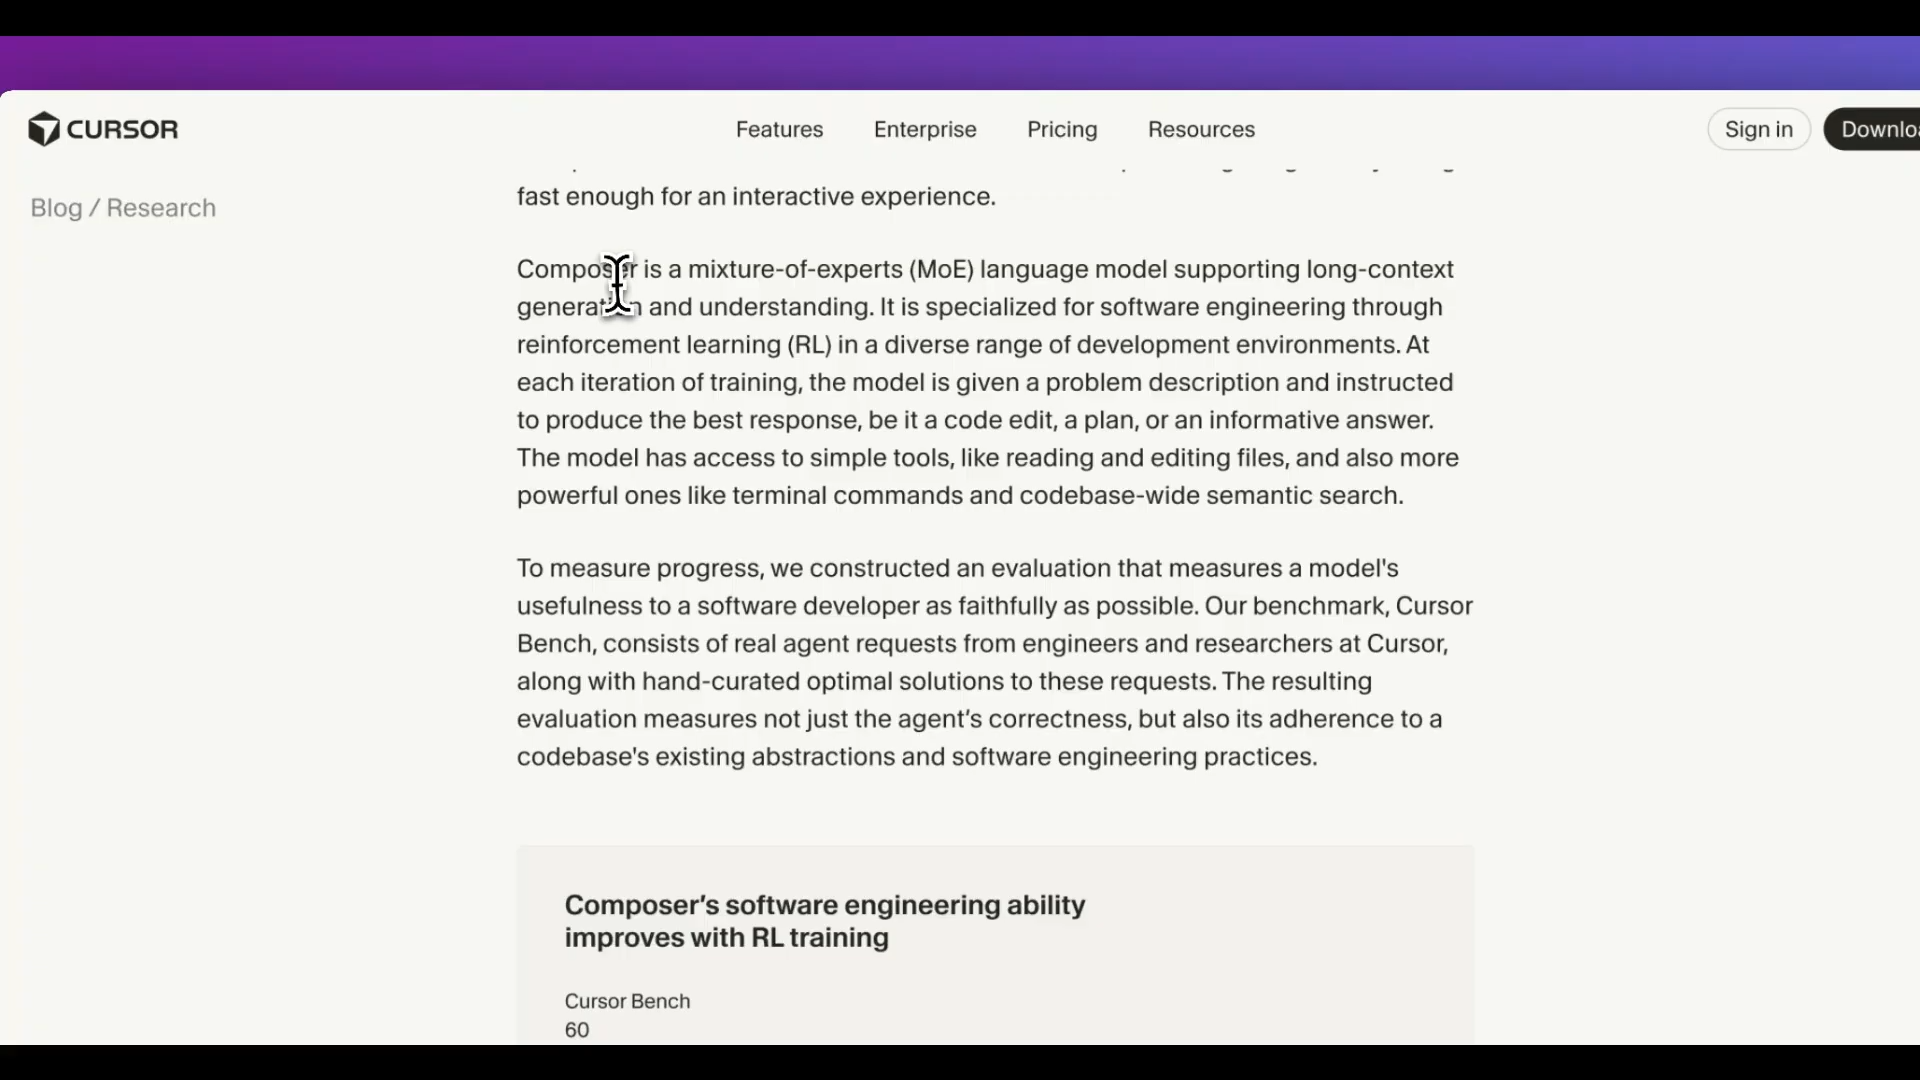 CURSOR
Features
Enterprise
Pricing
Resources
Sign in
Blog / Research
fast enough for an interactive experience.
Composer is a mixture-of-experts (MoE) language model supporting long-context
generation and understanding. It is specialized for software engineering through
reinforcement learning (RL) in a diverse range of development environments. At
each iteration of training, the model is given a problem description and instructed
to produce the best response, be it a code edit, a plan, or an informative answer.
The model has access to simple tools, like reading and editing files, and also more
powerful ones like terminal commands and codebase-wide semantic search.
To measure progress, we constructed an evaluation that measures a model's
usefulness to a software developer as faithfully as possible. Our benchmark, Cursor
Bench, consists of real agent requests from engineers and researchers at Cursor,
along with hand-curated optimal solutions to these requests. The resulting
evaluation measures not just the agent’s correctness, but also its adherence to a
codebase's existing abstractions and software engineering practices.
Composer’s software engineering ability
improves with RL training
Cursor Bench
60